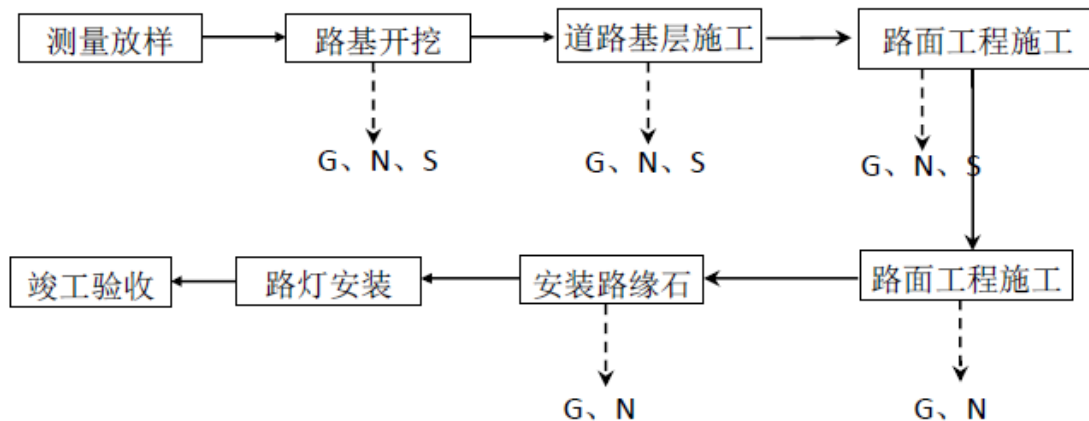 测量放样
路基开挖
道路基层施工
路面工程施工
G、N、S
G、N、S
G、N、S
竣工验收
路灯安装
安装路缘石
路面工程施工
G、N
G、N